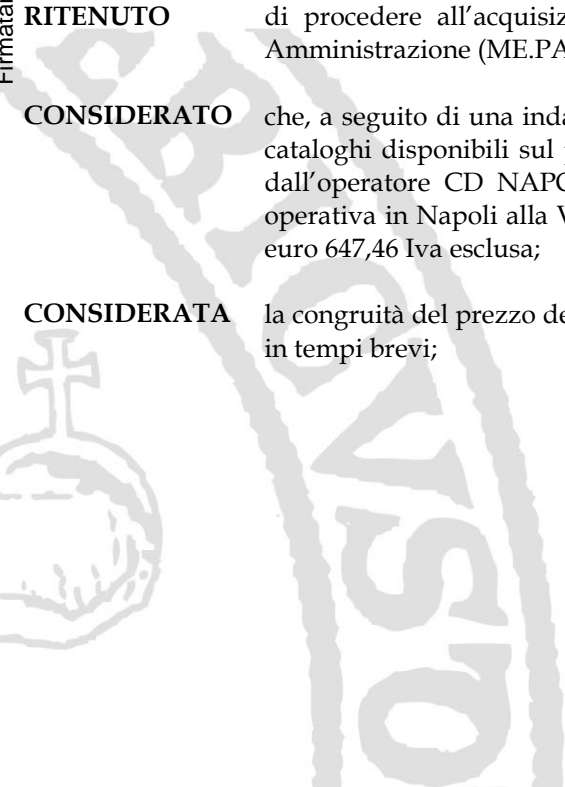 RITENUTO di procedere all'acquisiz
Amministrazione (ME.PA
CONSIDERATO che, a seguito di una inda
cataloghi disponibili sul
dall'operatore CD NAPO
operativa in Napoli alla V
euro 647,46 Iva esclusa;
CONSIDERATA la congruità del prezzo de
in tempi brevi;
Firmatar